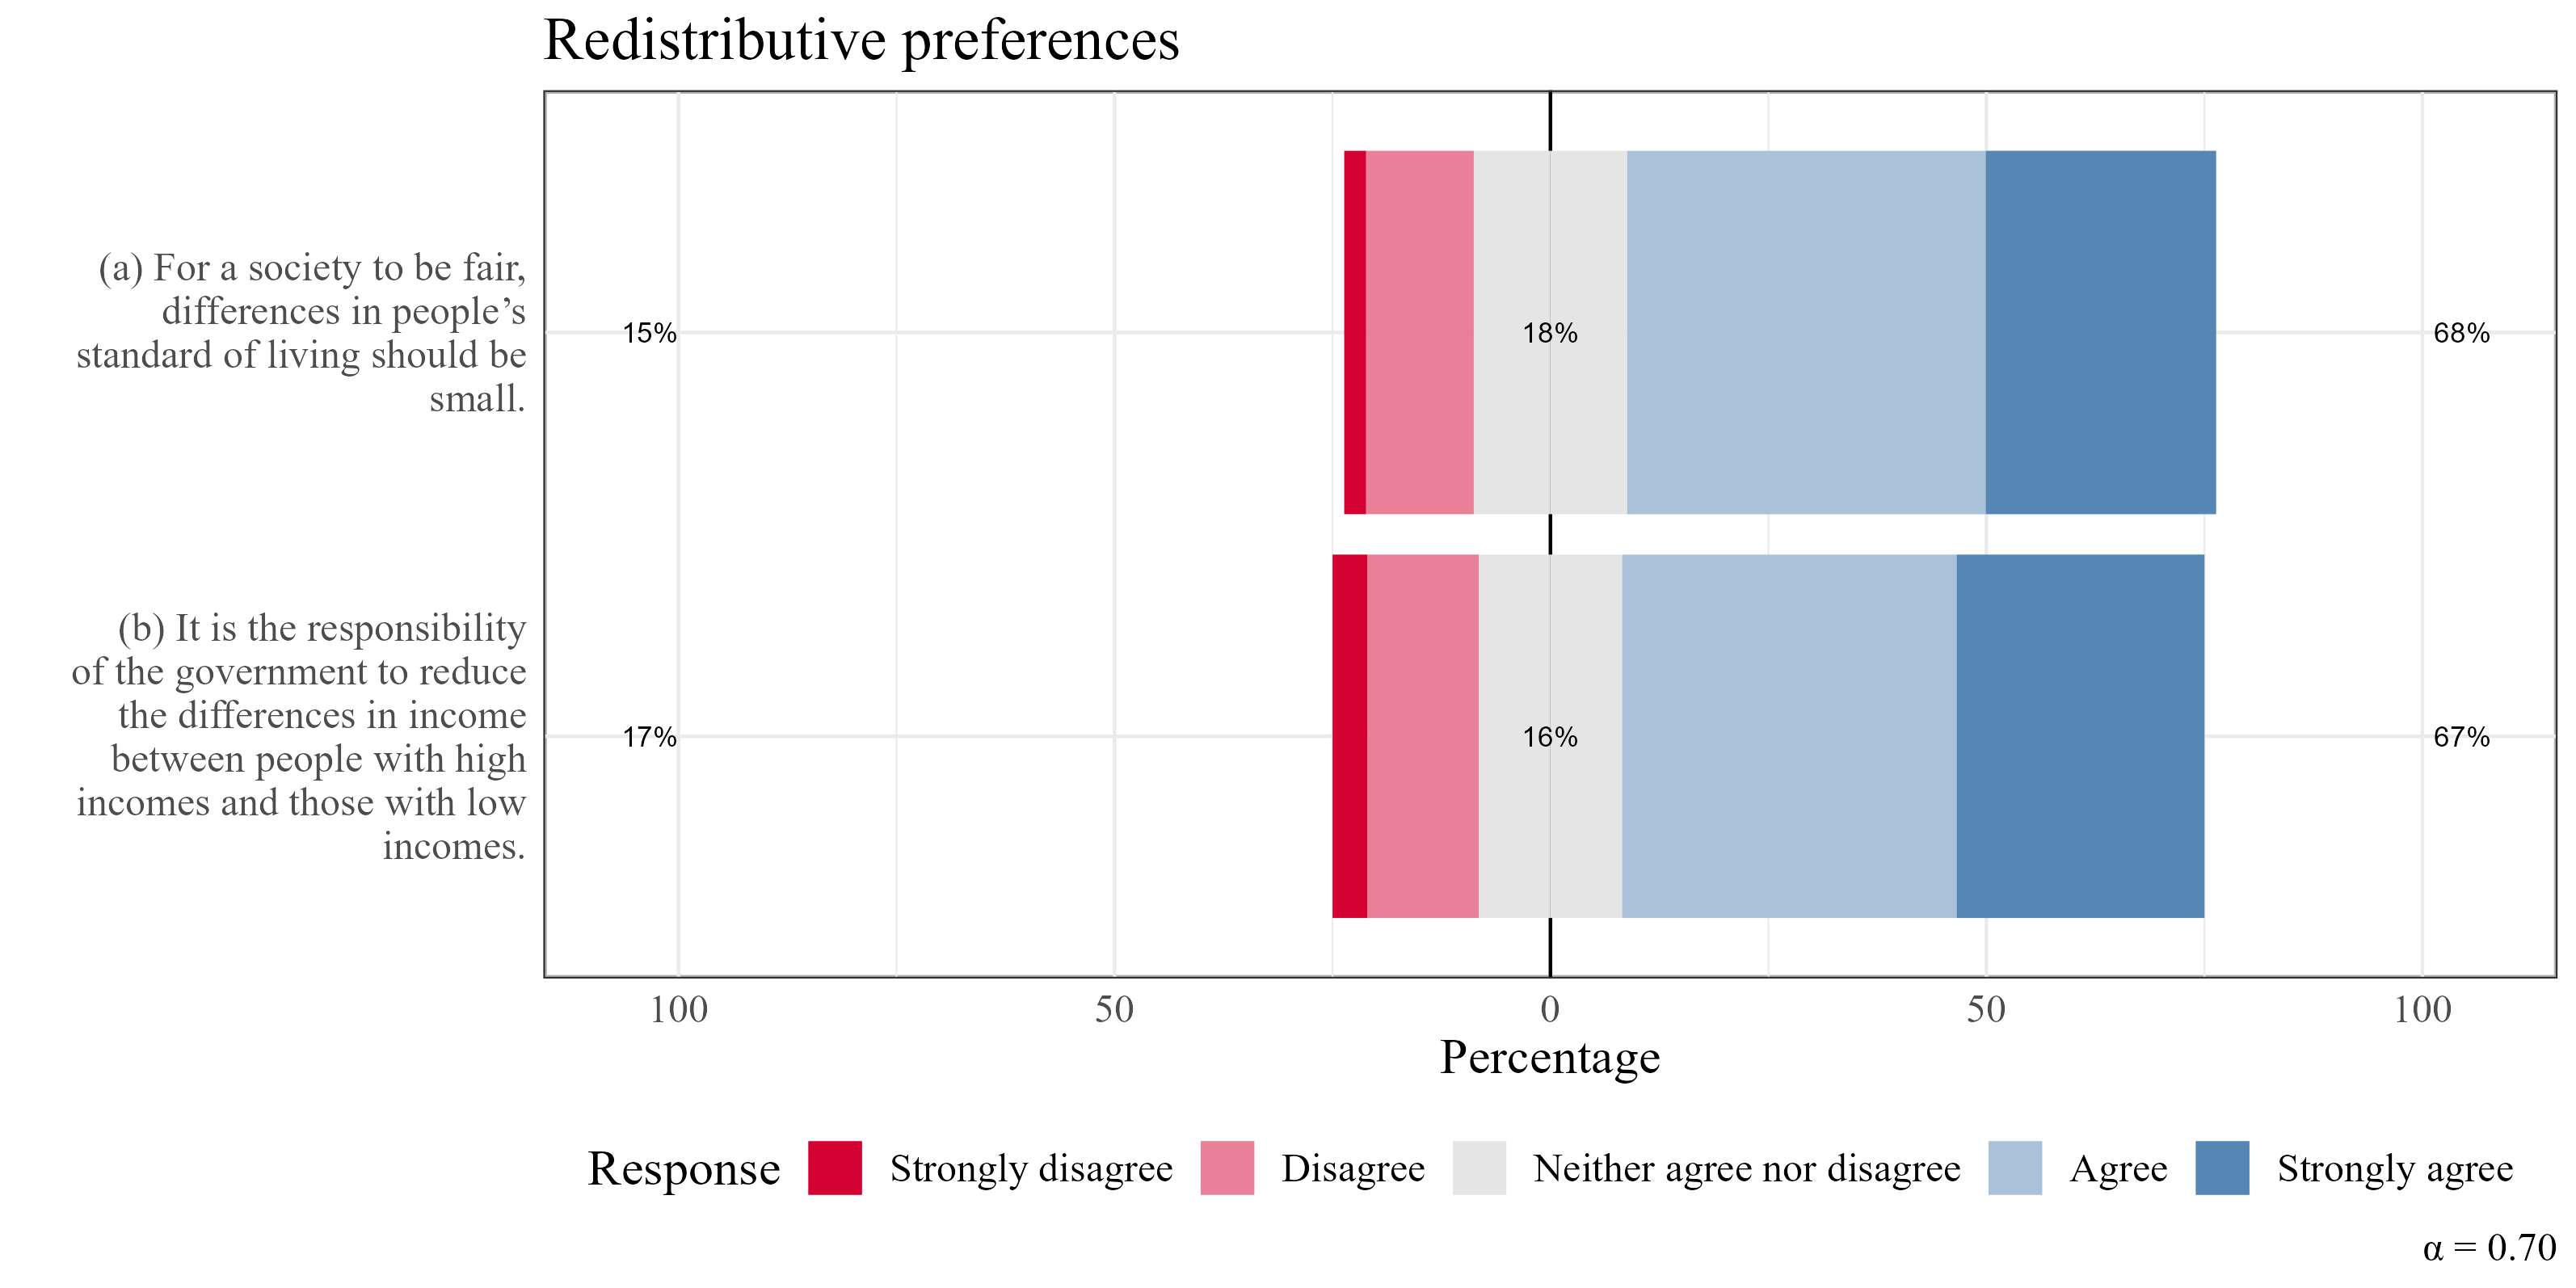 Redistributive preferences
(a) For a society to be fair,
differences in people’s
standard of living should be
small.
15%
18%
68%
(b) It is the responsibility
of the government to reduce
the differences in income
between people with high
incomes and those with low
incomes.
17%
16%
67%
100 50 0 50 100
Percentage
Response Strongly disagree Disagree Neither agree nor disagree Agree Strongly agree
α = 0.70